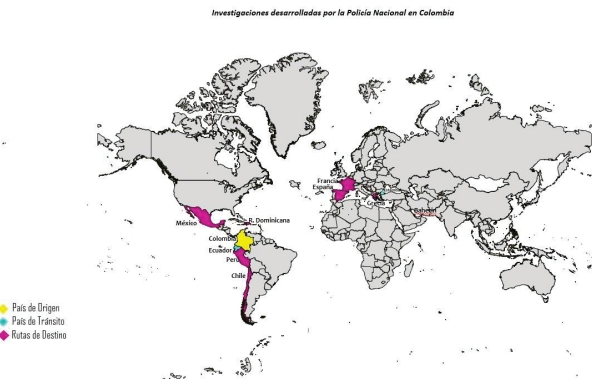 Investigaciones desarrolladas por la Policía Nacional en Colombia
Francia
España
Grecia
Bahrein
México
R. Dominicana
Colombia
Ecuador
Perú
Chile
País de Origen
País de Tránsito
Rutas de Destino